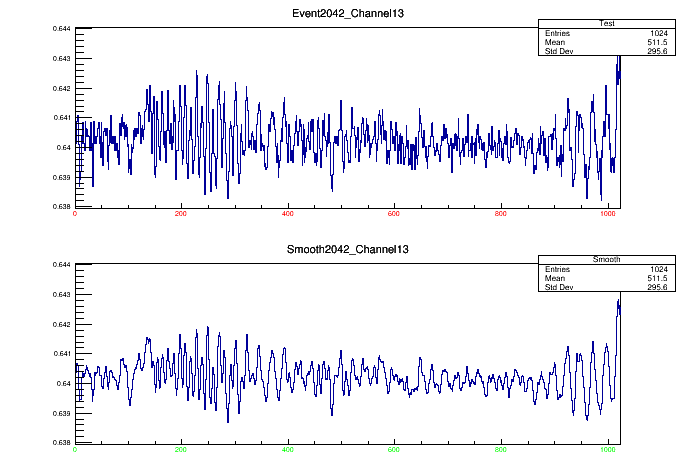 Event2042_Channel13
Test
Entries 1024
Mean 511.5
Std Dev 295.6
0.644
0.643
0.642
0.641
0.64
0.639
0.638
0 200 400 600 800 1000
Smooth2042_Channel13
Smooth
Entries 1024
Mean 511.5
Std Dev 295.6
0.644
0.643
0.642
0.641
0.64
0.639
0.638
0 200 400 600 800 1000